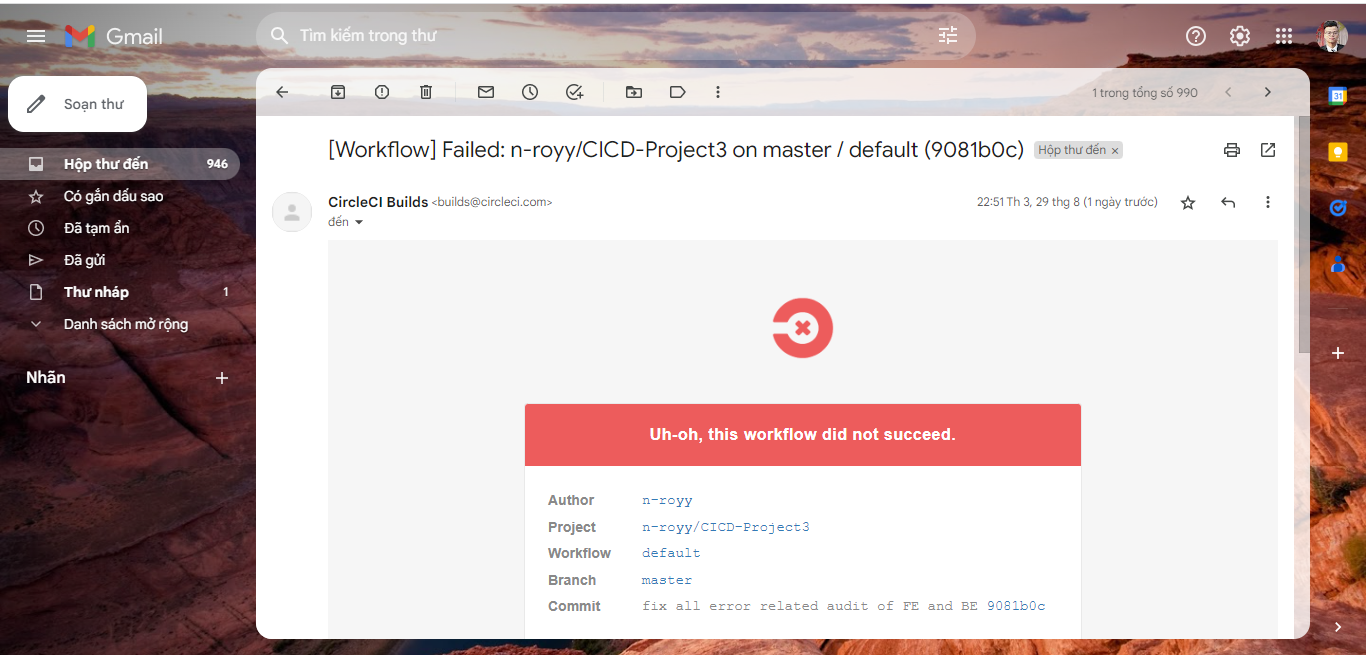 Gmail
Tìm kiếm trong thư
Soạn thư
1 trong tổng số 990
31
Hộp thư đến 946
Có gắn dấu sao
Đã tạm ẩn
Đã gửi
Thư nháp 1
Danh sách mở rộng
Nhãn
[Workflow] Failed: n-royy/CICD-Project3 on master / default (9081b0c) Hộp thư đến ×
CircleCI Builds <builds@circleci.com> 22:51 Th 3, 29 thg 8 (1 ngày trước)
đến
Uh-oh, this workflow did not succeed.
Author n-royy
Project n-royy/CICD-Project3
Workflow default
Branch master
Commit fix all error related audit of FE and BE 9081b0c